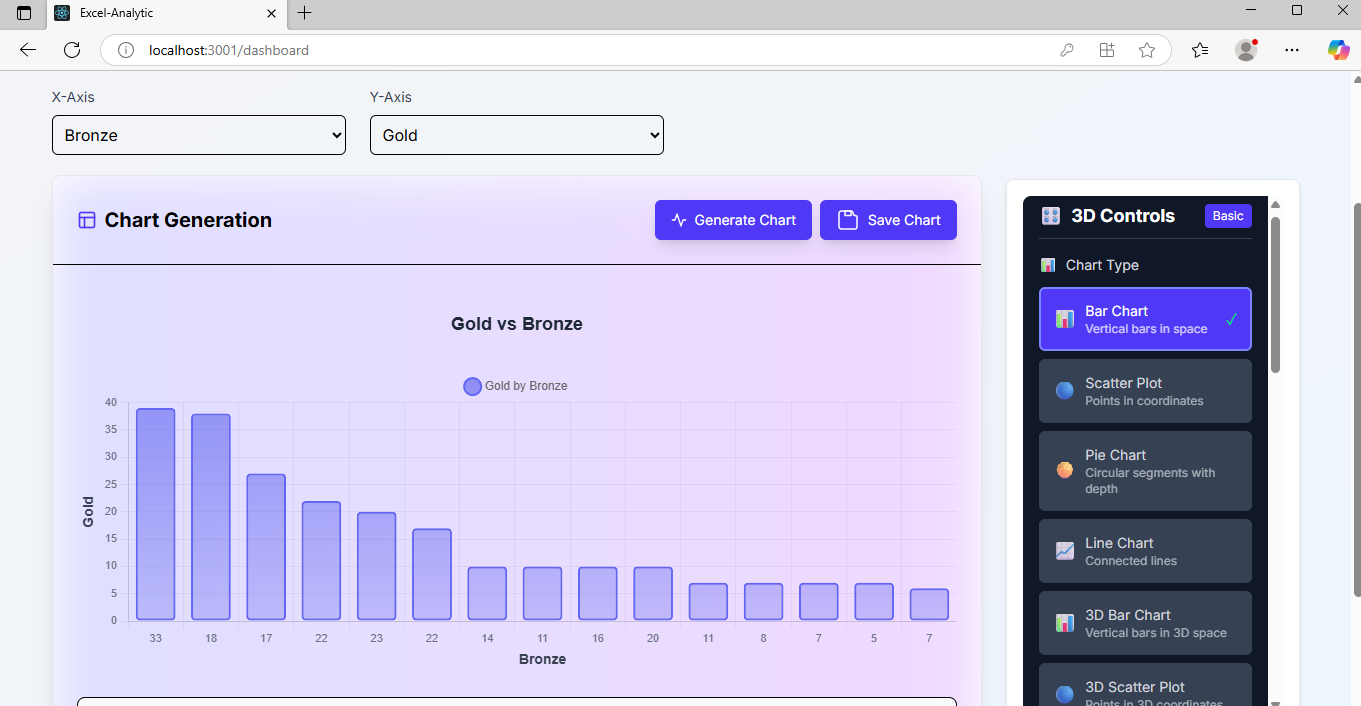 Excel-Analytic
localhost:3001/dashboard
X-Axis
Y-Axis
Bronze
Gold
Chart Generation
Generate Chart
Save Chart
Gold vs Bronze
Gold by Bronze
40
35
30
25
20
15
10
5
0
Gold
33 18 17 22 23 22 14 11 16 20 11 8 7 5 7
Bronze
3D Controls
Basic
Chart Type
Bar Chart
Vertical bars in space
Scatter Plot
Points in coordinates
Pie Chart
Circular segments with
depth
Line Chart
Connected lines
3D Bar Chart
Vertical bars in 3D space
3D Scatter Plot
Points in 3D coordinates